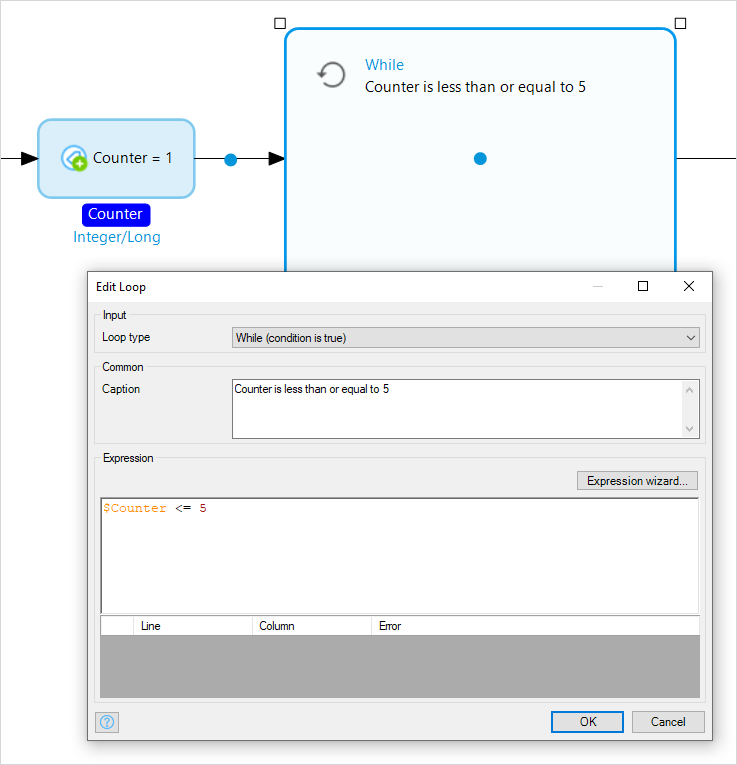 While
Counter is less than or equal to 5
Counter = 1
Counter
Integer/Long
Edit Loop
Input
Loop type
While (condition is true)
Common
Caption
Counter is less than or equal to 5
Expression
Expression wizard...
$Counter <= 5
Line Column Error
?
OK Cancel